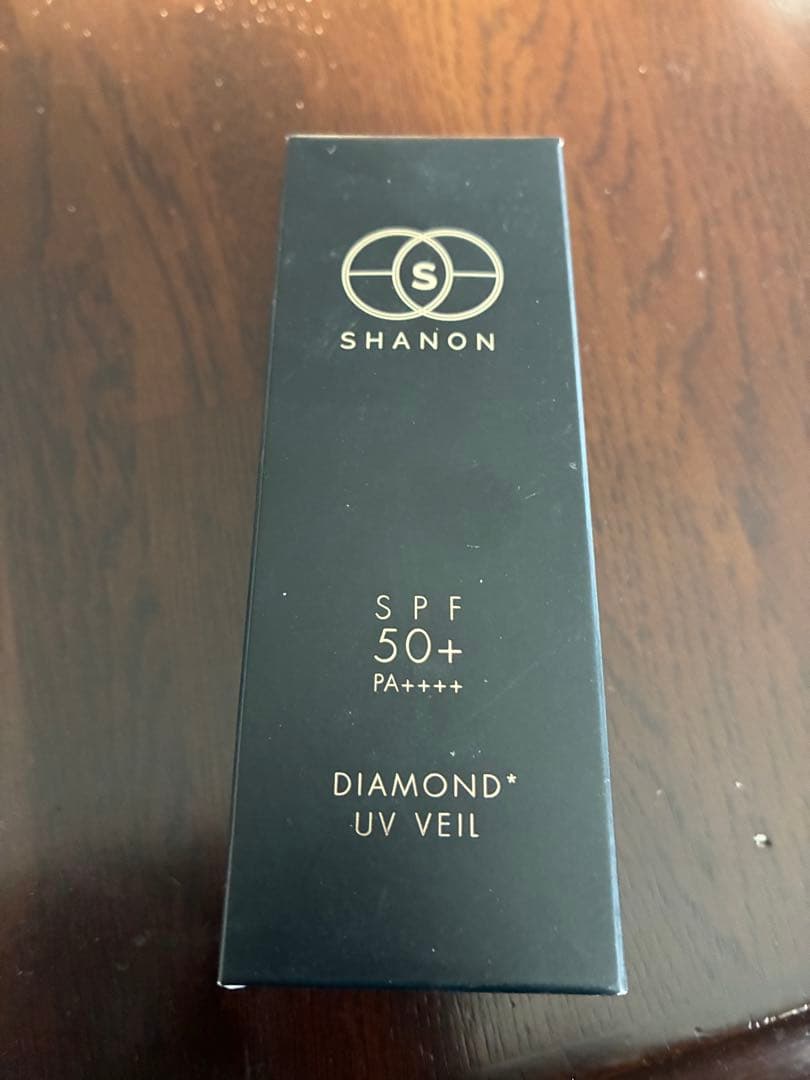 S
SHANON
SPF
50+
PA++++
DIAMOND*
UV VEIL